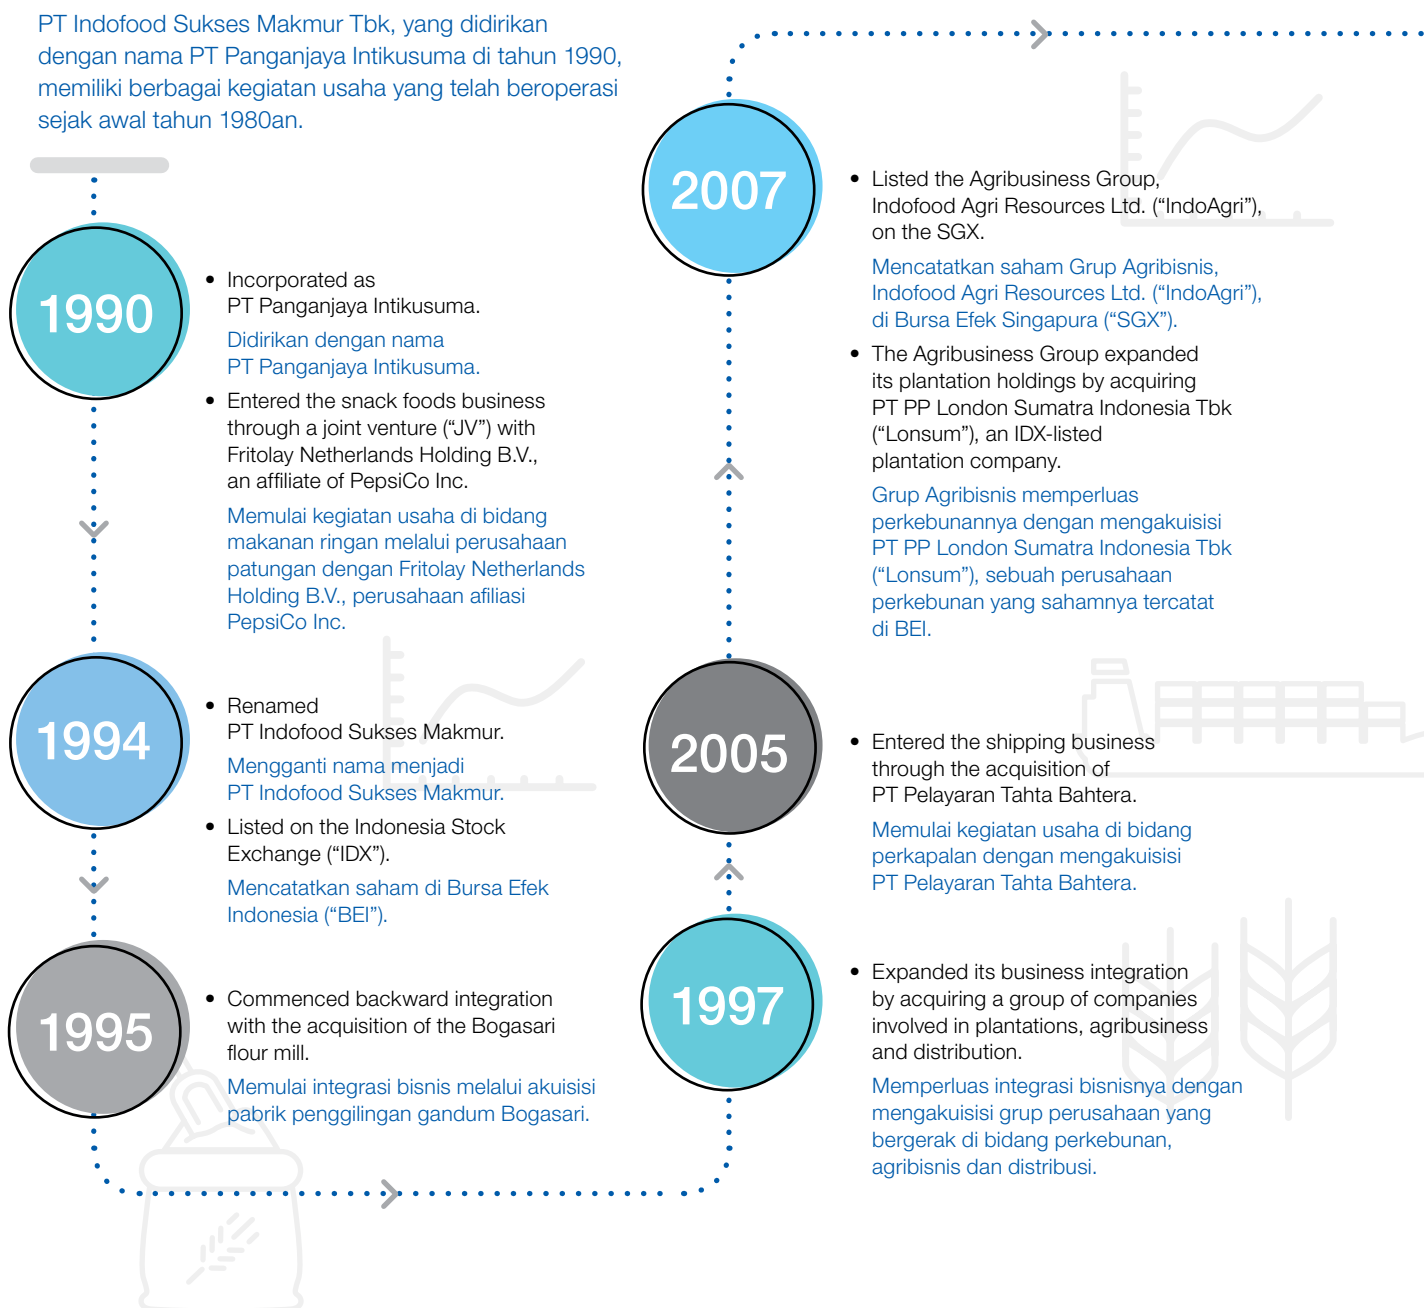 PT Indofood Sukses Makmur Tbk, yang didirikan
dengan nama PT Panganjaya Intikusuma di tahun 1990,
memiliki berbagai kegiatan usaha yang telah beroperasi
sejak awal tahun 1980an.
1990
• Incorporated as
PT Panganjaya Intikusuma.
Didirikan dengan nama
PT Panganjaya Intikusuma.
• Entered the snack foods business
through a joint venture (“JV”) with
Fritolay Netherlands Holding B.V.,
an affiliate of PepsiCo Inc.
Memulai kegiatan usaha di bidang
makanan ringan melalui perusahaan
patungan dengan Fritolay Netherlands
Holding B.V., perusahaan afiliasi
PepsiCo Inc.
1994
• Renamed
PT Indofood Sukses Makmur.
Mengganti nama menjadi
PT Indofood Sukses Makmur.
• Listed on the Indonesia Stock
Exchange (“IDX”).
Mencatatkan saham di Bursa Efek
Indonesia (“BEI”).
1995
• Commenced backward integration
with the acquisition of the Bogasari
flour mill.
Memulai integrasi bisnis melalui akuisisi
pabrik penggilingan gandum Bogasari.
1997
• Expanded its business integration
by acquiring a group of companies
involved in plantations, agribusiness
and distribution.
Memperluas integrasi bisnisnya dengan
mengakuisisi grup perusahaan yang
bergerak di bidang perkebunan,
agribisnis dan distribusi.
2005
• Entered the shipping business
through the acquisition of
PT Pelayaran Tahta Bahtera.
Memulai kegiatan usaha di bidang
perkapalan dengan mengakuisisi
PT Pelayaran Tahta Bahtera.
2007
• Listed the Agribusiness Group,
Indofood Agri Resources Ltd. (“IndoAgri”),
on the SGX.
Mencatatkan saham Grup Agribisnis,
Indofood Agri Resources Ltd. (“IndoAgri”),
di Bursa Efek Singapura (“SGX”).
• The Agribusiness Group expanded
its plantation holdings by acquiring
PT PP London Sumatra Indonesia Tbk
(“Lonsum”), an IDX-listed
plantation company.
Grup Agribisnis memperluas
perkebunannya dengan mengakuisisi
PT PP London Sumatra Indonesia Tbk
(“Lonsum”), sebuah perusahaan
perkebunan yang sahamnya tercatat
di BEI.